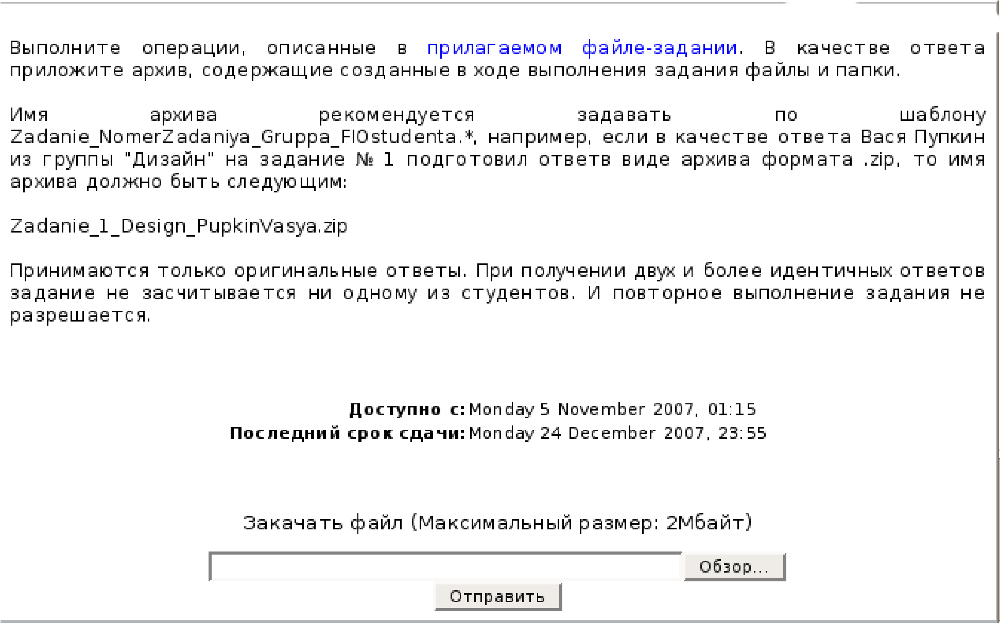 Выполните операции, описанные в прилагаемом файле-задании. В качестве ответа
приложите архив, содержащие созданные в ходе выполнения задания файлы и папки.
Имя архива рекомендуется задавать по шаблону
Zadanie_NomerZadaniya_Gruppa_FIOstudenta.*, например, если в качестве ответа Вася Пупкин
из группы "Дизайн" на задание № 1 подготовил ответв виде архива формата .zip, то имя
архива должно быть следующим:
Zadanie_1_Design_PupkinVasya.zip
Принимаются только оригинальные ответы. При получении двух и более идентичных ответов
задание не засчитывается ни одному из студентов. И повторное выполнение задания не
разрешается.
Доступно с: Monday 5 November 2007, 01:15
Последний срок сдачи: Monday 24 December 2007, 23:55
Закачать файл (Максимальный размер: 2Мбайт)
Обзор...
Отправить